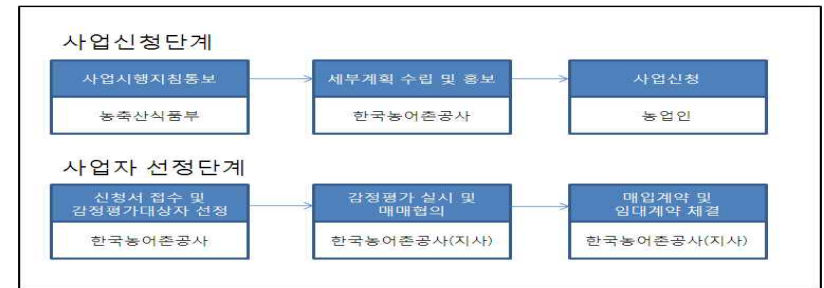 사업신청단계
사업시행지침통보
세부계획 수립 및 홍보
사업신청
농축산식품부
한국농어촌공사
농업인
사업자 선정단계
신청서 접수 및
감정평가대상자 선정
감정평가 실시 및
매매협의
매입계약 및
임대계약 체결
한국농어촌공사
한국농어촌공사(지사)
한국농어촌공사(지사)